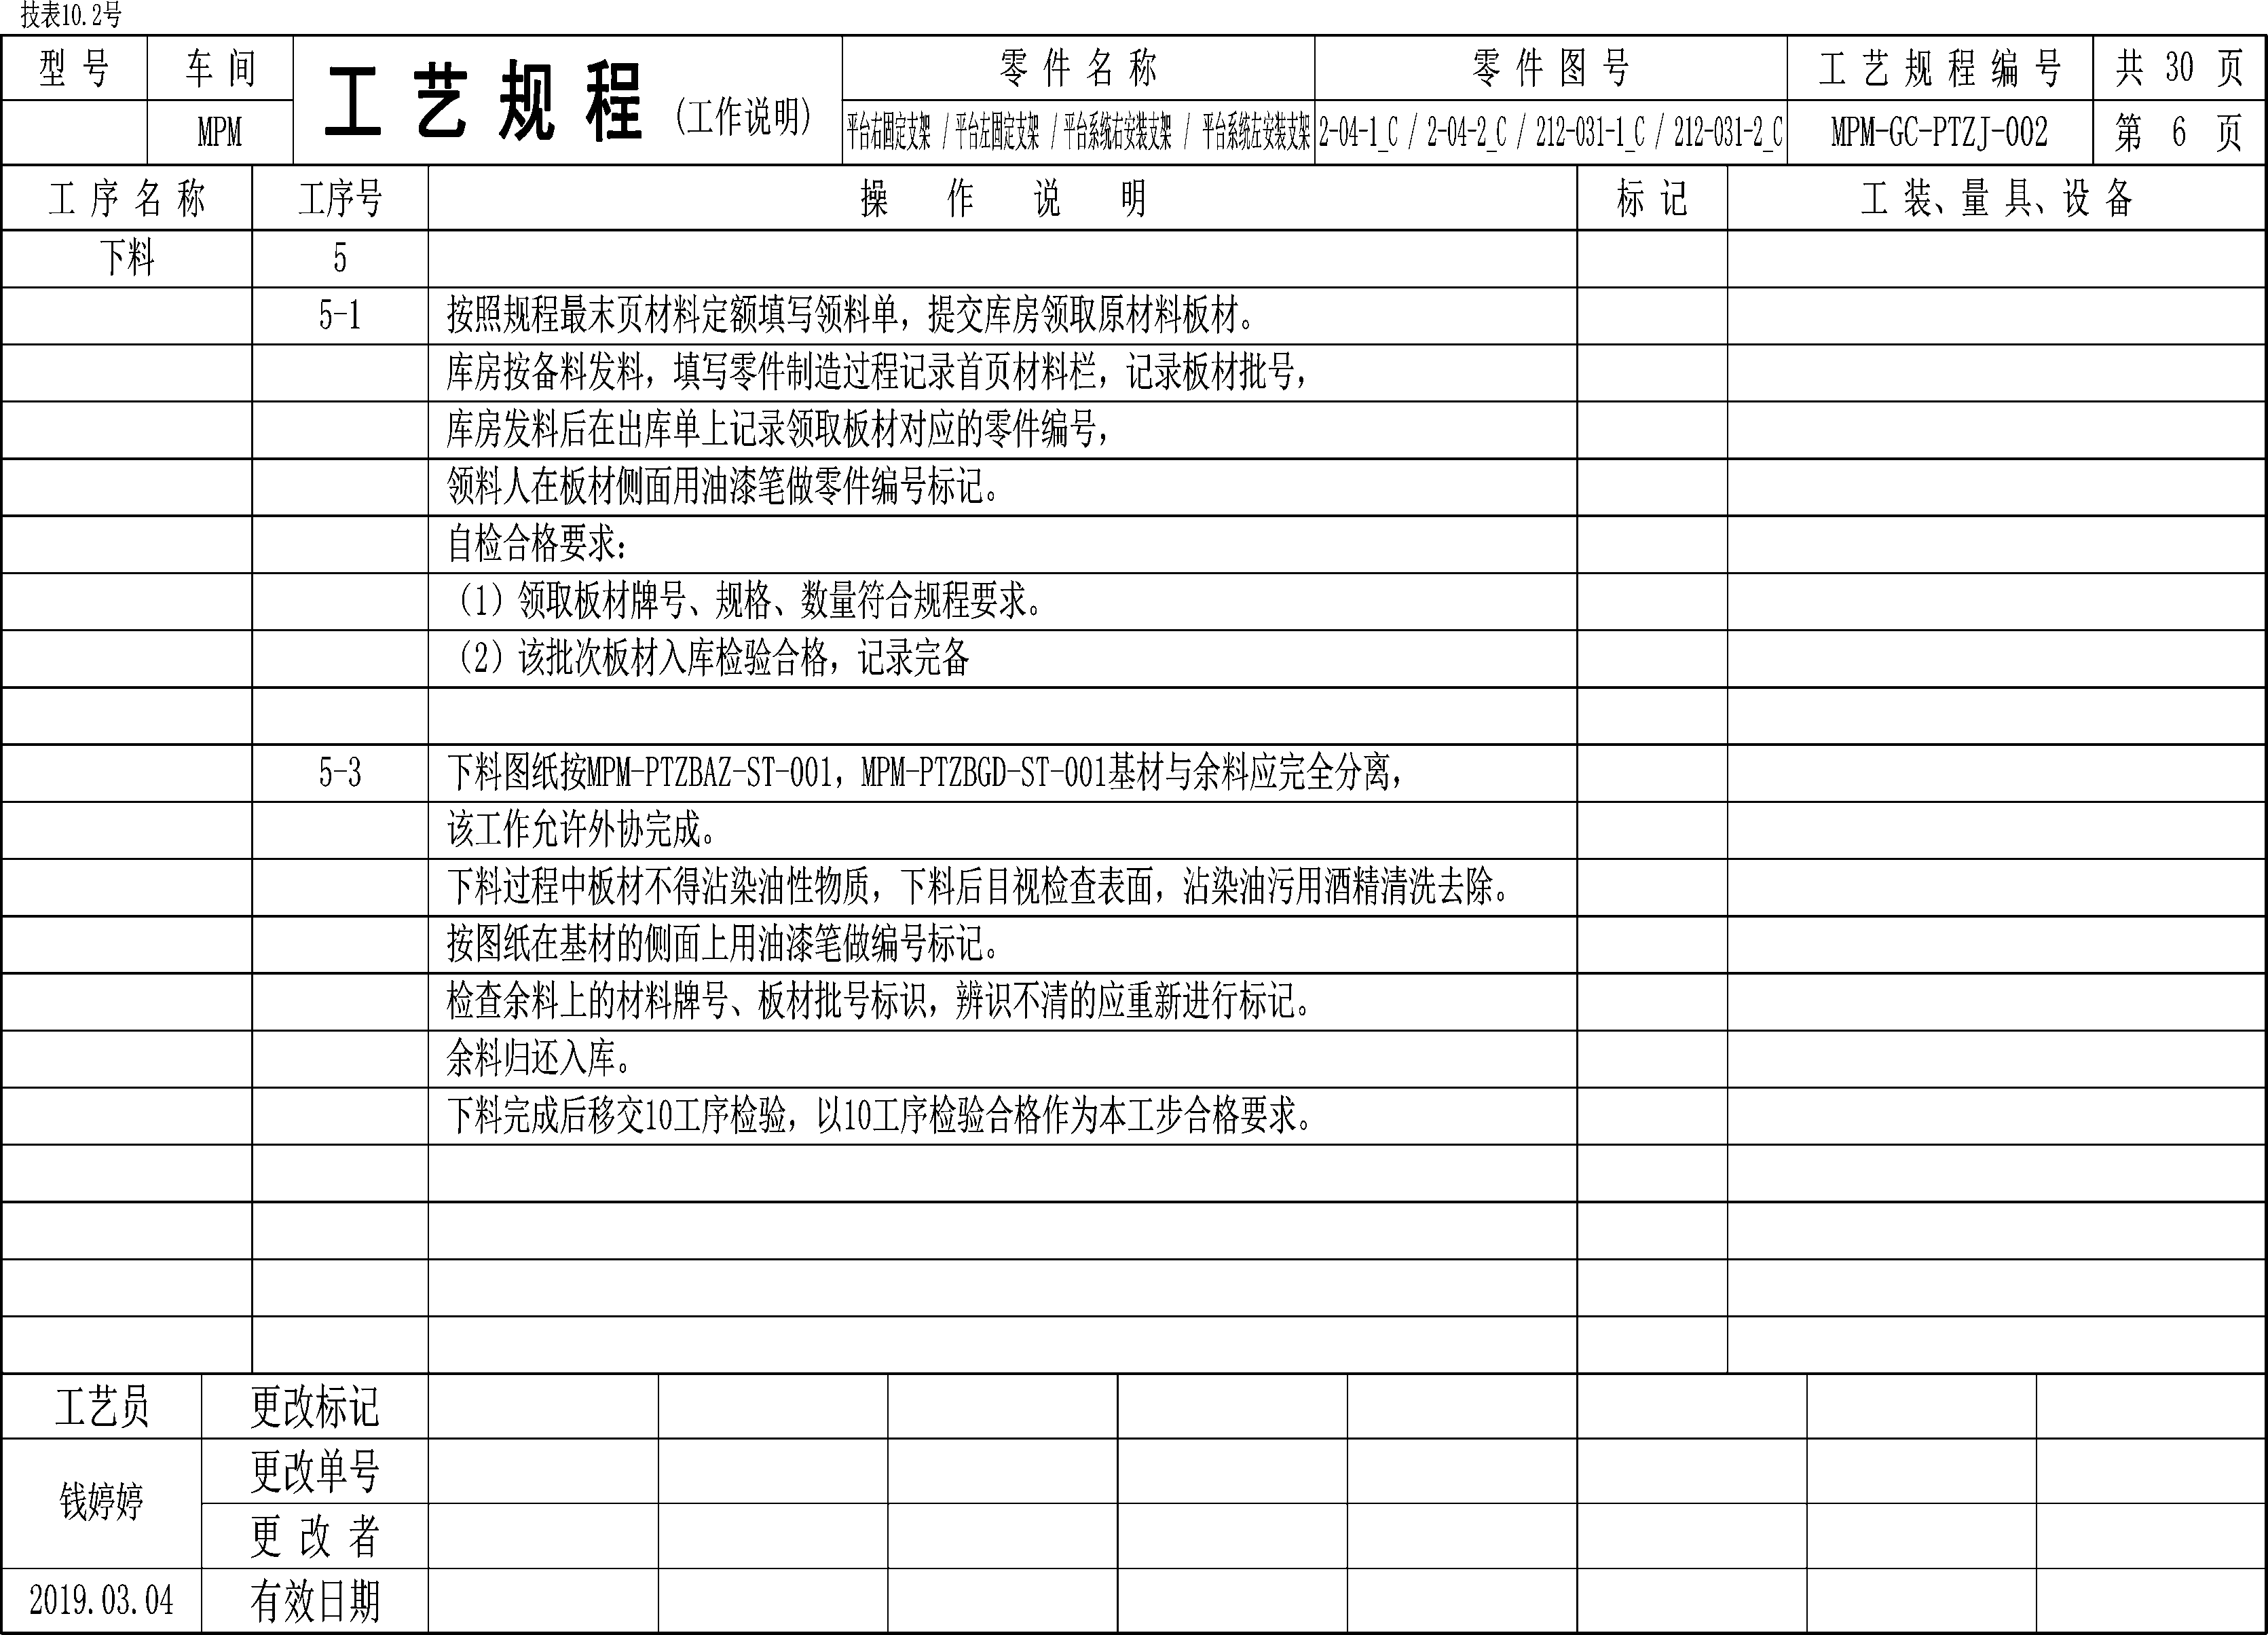 技表10.2号
型 号 车 间 工 艺 规 程 (工作说明) 零 件 名 称 零 件 图 号 工 艺 规 程 编 号 共 30 页
MPM 平台右固定支架 / 平台左固定支架 / 平台系统右安装支架 / 平台系统左安装支架 2-04-1_C / 2-04-2_C / 212-031-1_C / 212-031-2_C MPM-GC-PTZJ-002 第 6 页
工 序 名 称 工序号 操 作 说 明 标 记 工 装、量 具、设 备
下料 5
5-1 按照规程最末页材料定额填写领料单，提交库房领取原材料板材。
库房按备料发料，填写零件制造过程记录首页材料栏，记录板材批号，
库房发料后在出库单上记录领取板材对应的零件编号，
领料人在板材侧面用油漆笔做零件编号标记。
自检合格要求：
（1）领取板材牌号、规格、数量符合规程要求。
（2）该批次板材入库检验合格，记录完备
5-3 下料图纸按MPM-PTZBAZ-ST-001，MPM-PTZBGD-ST-001基材与余料应完全分离，
该工作允许外协完成。
下料过程中板材不得沾染油性物质，下料后目视检查表面，沾染油污用酒精清洗去除。
按图纸在基材的侧面上用油漆笔做编号标记。
检查余料上的材料牌号、板材批号标识，辨识不清的应重新进行标记。
余料归还入库。
下料完成后移交10工序检验，以10工序检验合格作为本工步合格要求。
工艺员 更改标记
钱婷婷 更改单号
更 改 者
2019.03.04 有效日期